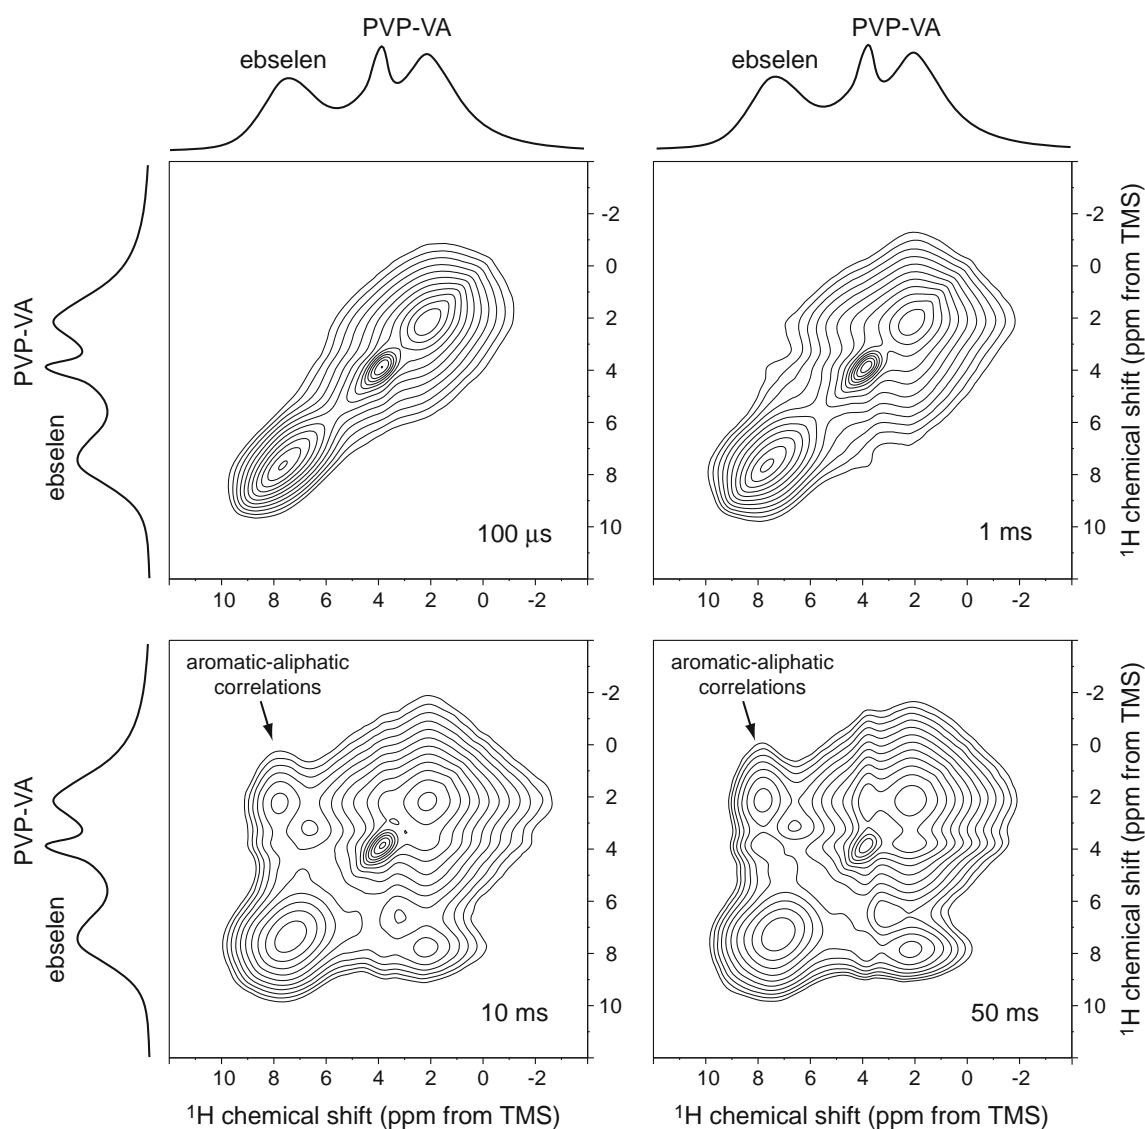 PVP-VA
PVP-VA
ebselen
ebselen
PVP-VA
ebselen
-2
0
2
4
6
8
10
100 μs
10 8 6 4 2 0 -2
-2
0
2
4
6
8
10
1 ms
10 8 6 4 2 0 -2
¹H chemical shift (ppm from TMS)
PVP-VA
ebselen
aromatic-aliphatic
correlations
-2
0
2
4
6
8
10
10 ms
10 8 6 4 2 0 -2
¹H chemical shift (ppm from TMS)
aromatic-aliphatic
correlations
-2
0
2
4
6
8
10
50 ms
10 8 6 4 2 0 -2
¹H chemical shift (ppm from TMS)
¹H chemical shift (ppm from TMS)